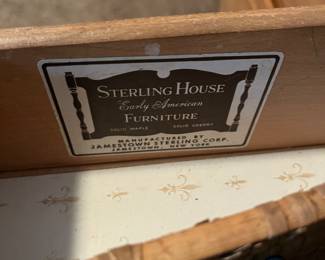 STERLING HOUSE
Early American
FURNITURE
SOLID MAPLE SOLID CHERRY
MANUFACTURED BY
JAMESTOWN STERLING CORP.
JAMESTOWN, NEW YORK